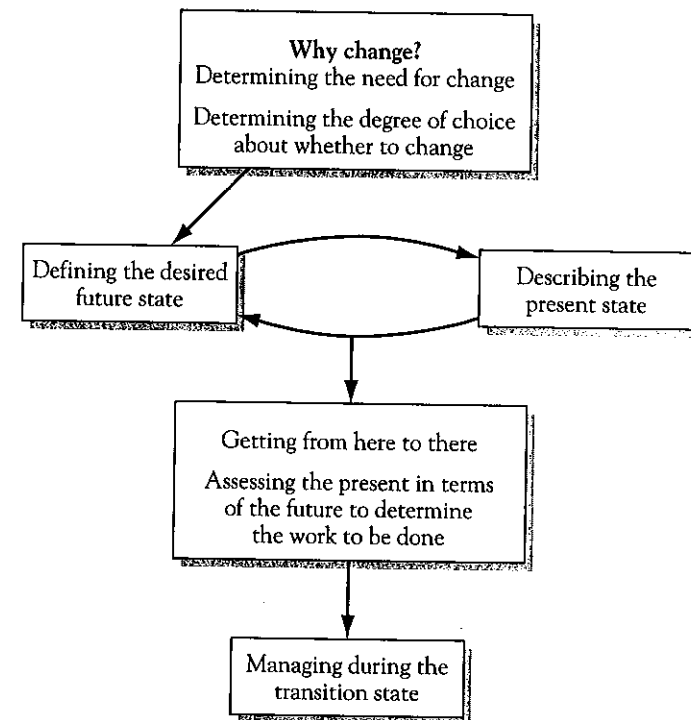 Why change?
Determining the need for change
Determining the degree of choice
about whether to change
Defining the desired
future state
Describing the
present state
Getting from here to there
Assessing the present in terms
of the future to determine
the work to be done
Managing during the
transition state